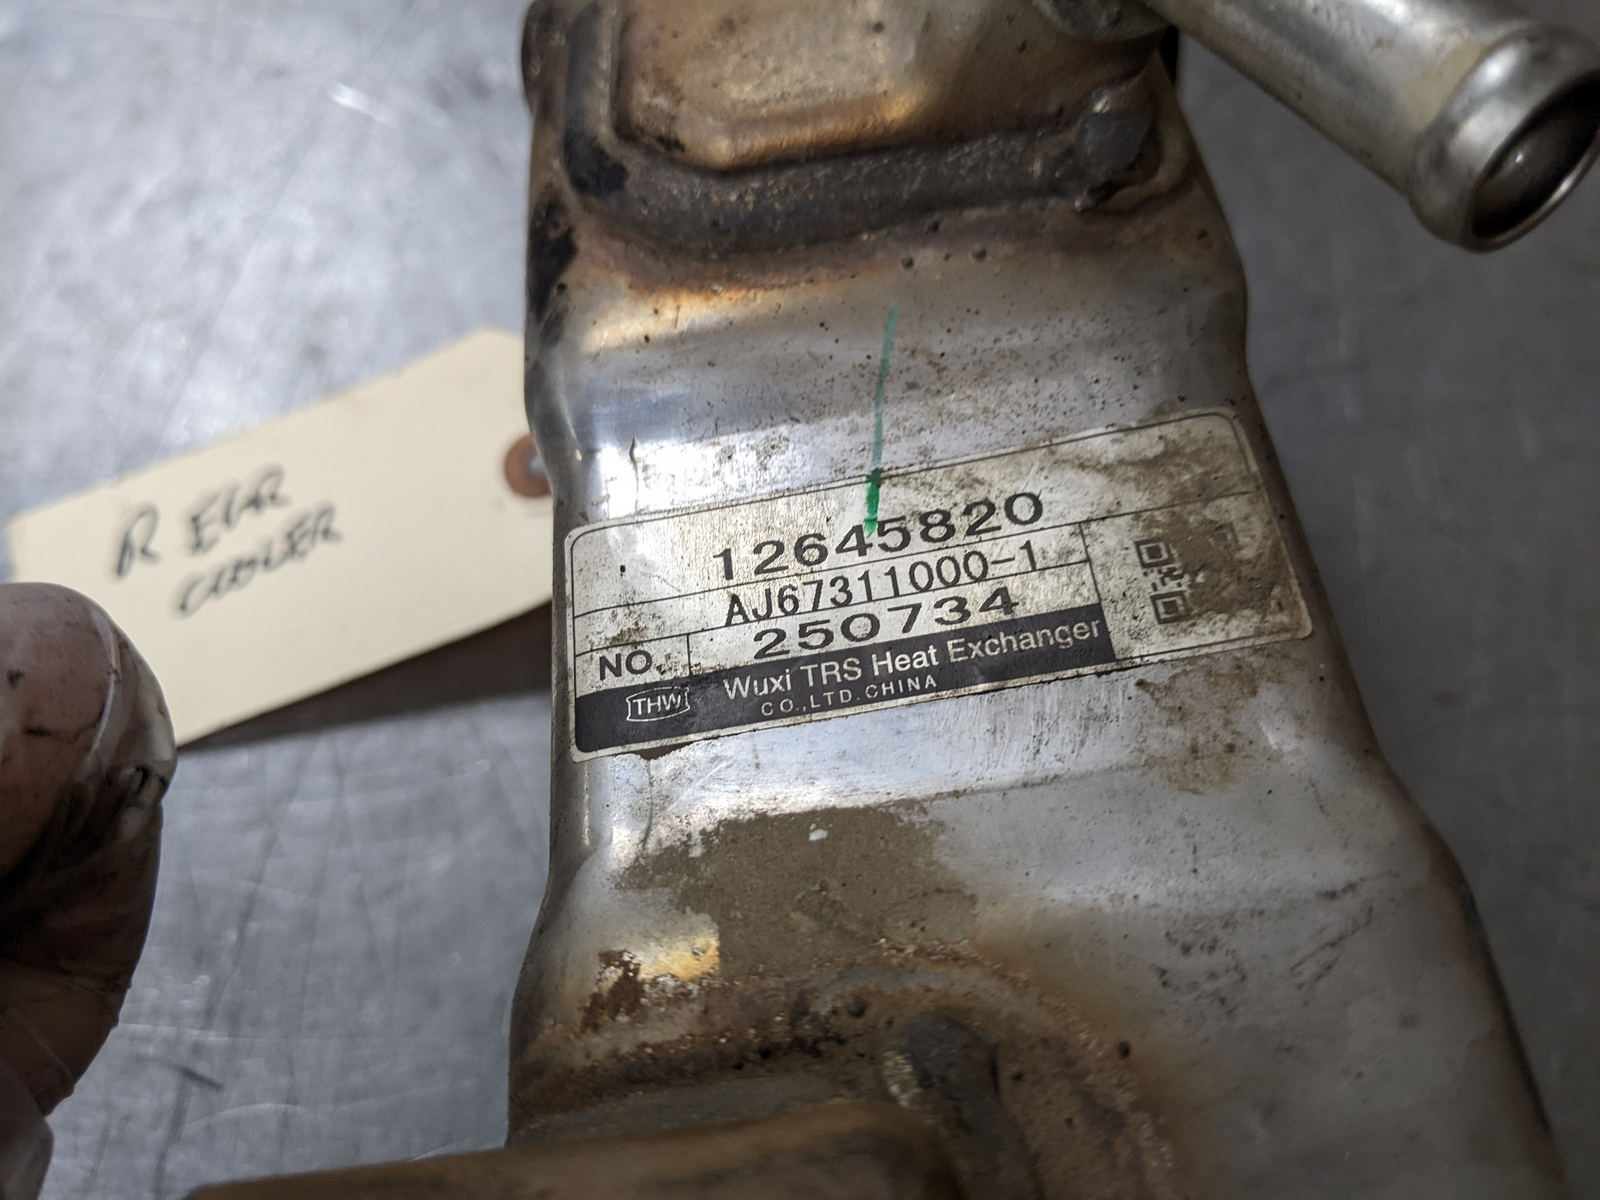 R EGR
COOLER
12645820
AJ67311000-1
NO. 250734
THW Wuxi TRS Heat Exchanger
CO.,LTD.CHINA